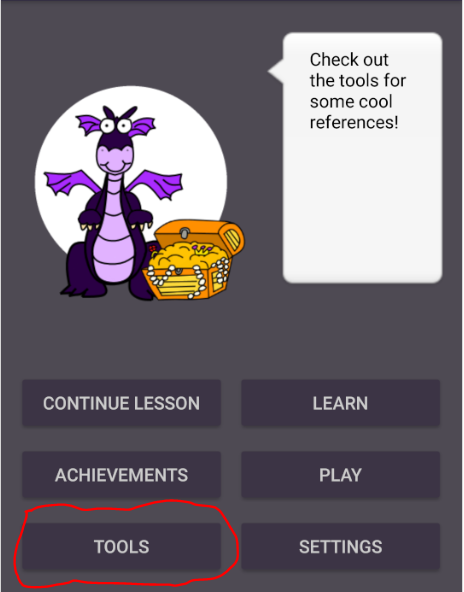 Check out
the tools for
some cool
references!
CONTINUE LESSON
LEARN
ACHIEVEMENTS
PLAY
TOOLS
SETTINGS